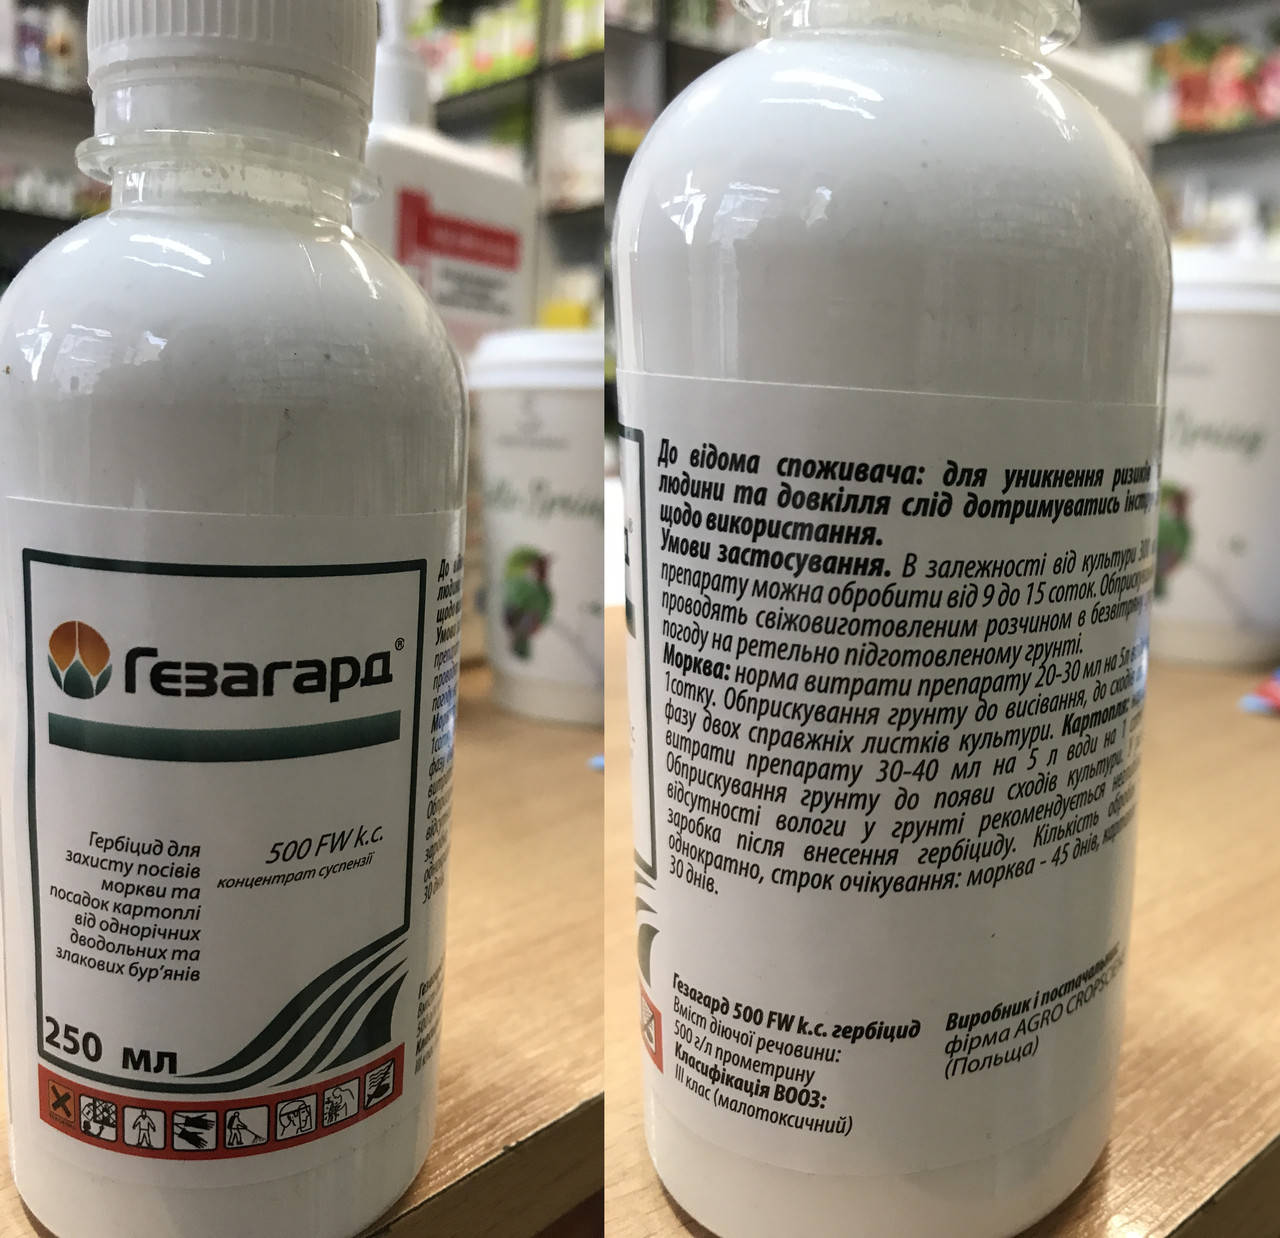 Гезагард®
Гербіцид для
захисту посівів
моркви та
посадок картоплі
від однорічних
дводольних та
злакових бур'янів
500 FW к.с.
концентрат суспензії
250 мл
До відома споживача: для уникнення ризиків
людини та довкілля слід дотримуватись
щодо використання.
Умови застосування. В залежності від культури 300
препарату можна обробити від 9 до 15 соток.
проводять свіжовиготовленим розчином в безвітряну
погоду на ретельно підготовленому грунті.
Морква: норма витрати препарату 20-30 мл на 5л
1сотку. Обприскування грунту до висівання, до сходів
фазу двох справжніх листків культури. Картопля:
витрати препарату 30-40 мл на 5 л води на 1
Обприскування грунту до появи сходів культури.
відсутності вологи у грунті рекомендується
заробка після внесення гербіциду. Кількість
однократно, строк очікування: морква - 45 днів,
30 днів.
Гезагард 500 FW к.с. гербіцид
Вміст діючої речовини:
500 г/л прометрину
Класифікація ВООЗ:
III клас (малотоксичний)
Виробник і постачальник:
фірма AGRO
(Польща)